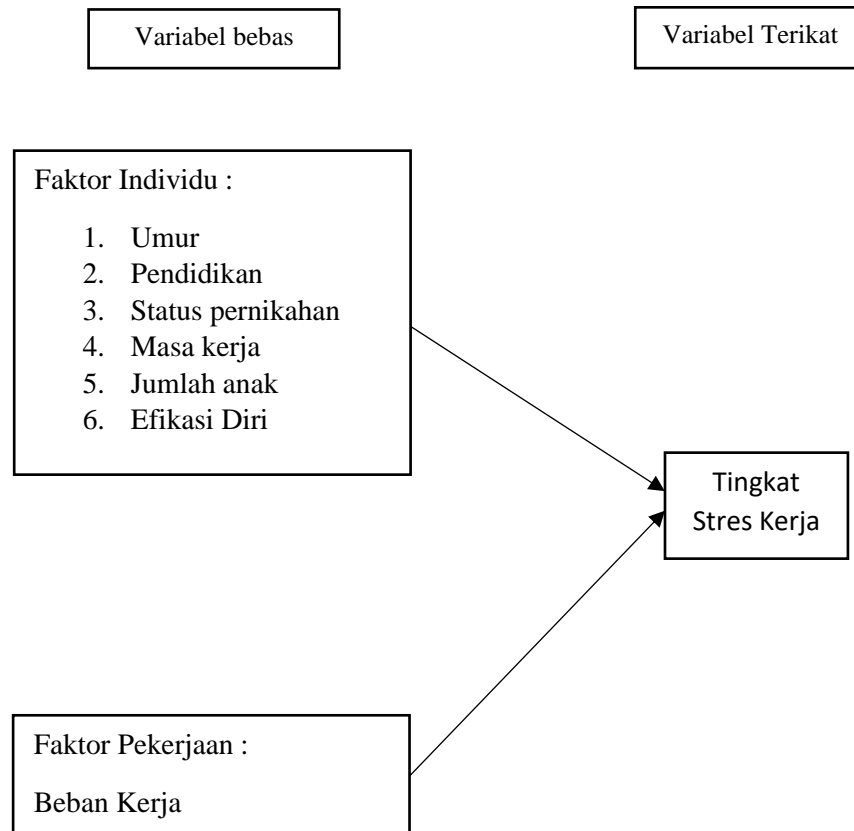 Variabel bebas
Variabel Terikat
Faktor Individu :
1. Umur
2. Pendidikan
3. Status pernikahan
4. Masa kerja
5. Jumlah anak
6. Efikasi Diri
Tingkat
Stres Kerja
Faktor Pekerjaan :
Beban Kerja